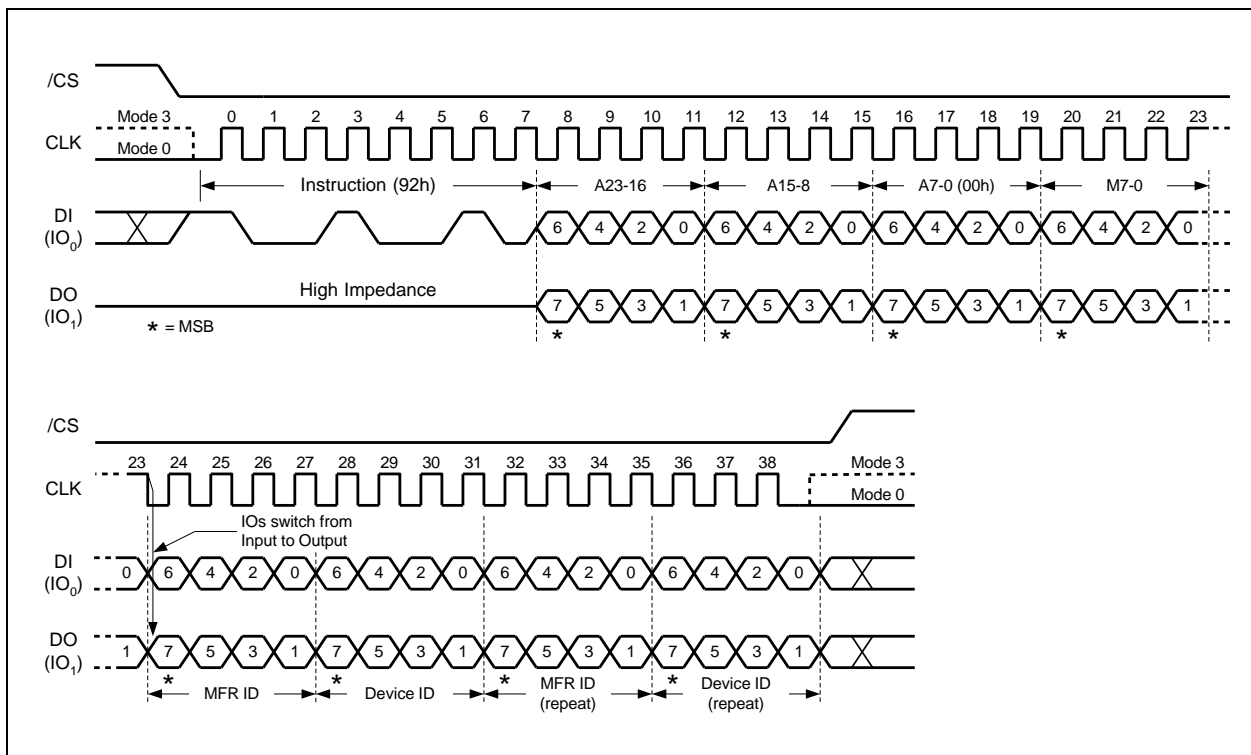 /CS
Mode 3 0 1 2 3 4 5 6 7 8 9 10 11 12 13 14 15 16 17 18 19 20 21 22 23
CLK
Mode 0
Instruction (92h) A23-16 A15-8 A7-0 (00h) M7-0
DI
(IO0)
6 4 2 0 6 4 2 0 6 4 2 0 6 4 2 0
High Impedance
DO
(IO1)
7 5 3 1 7 5 3 1 7 5 3 1 7 5 3 1
* = MSB
* * * *
/CS
23 24 25 26 27 28 29 30 31 32 33 34 35 36 37 38 Mode 3
CLK
Mode 0
IOs switch from
Input to Output
DI
(IO0)
0 6 4 2 0 6 4 2 0 6 4 2 0 6 4 2 0
DO
(IO1)
1 7 5 3 1 7 5 3 1 7 5 3 1 7 5 3 1
* * * *
MFR ID Device ID MFR ID
(repeat)
Device ID
(repeat)